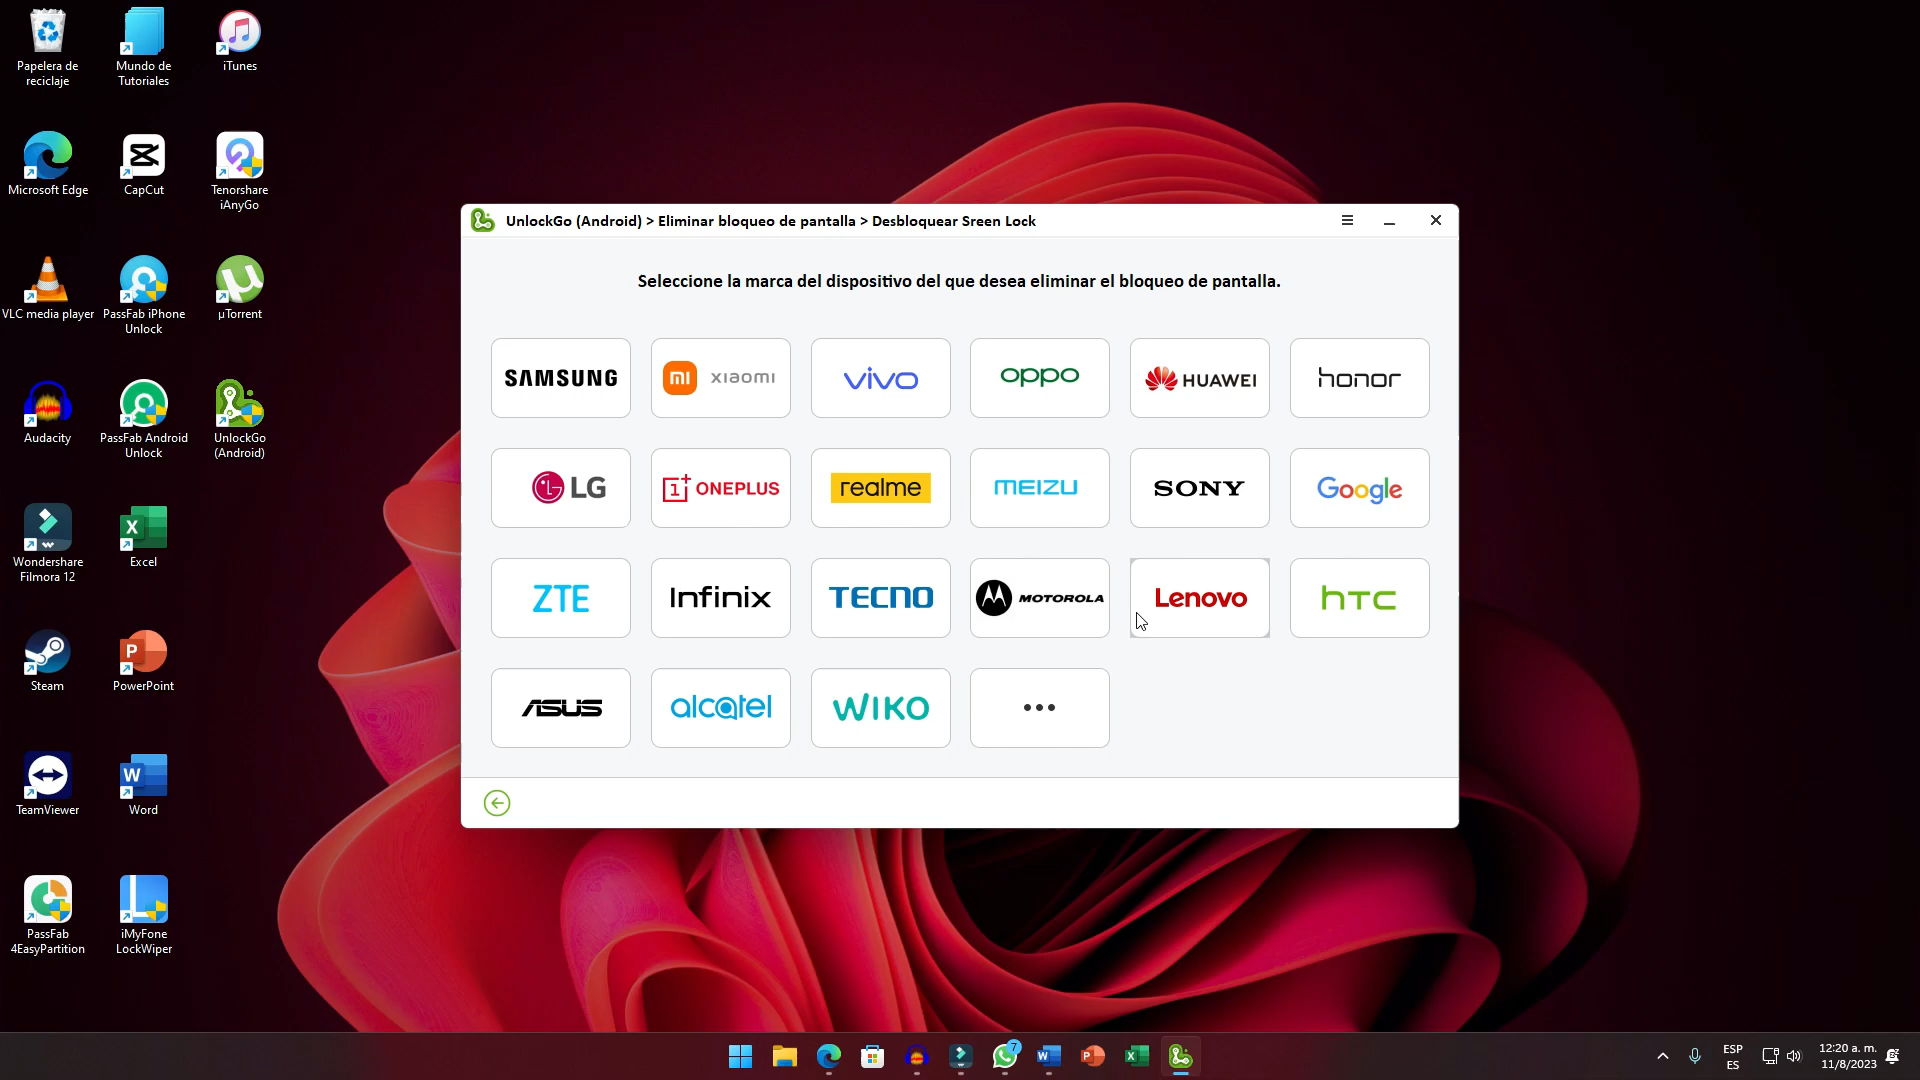 Papelera de
reciclaje
Mundo de
Tutoriales
iTunes
Microsoft Edge
CapCut
Tenorshare
iAnyGo
VLC media player
PassFab iPhone
Unlock
µTorrent
Audacity
PassFab Android
Unlock
UnlockGo
(Android)
Wondershare
Filmora 12
Excel
Steam
PowerPoint
TeamViewer
Word
PassFab
4EasyPartition
iMyFone
LockWiper
UnlockGo (Android) > Eliminar bloqueo de pantalla > Desbloquear Sreen Lock
Seleccione la marca del dispositivo del que desea eliminar el bloqueo de pantalla.
SAMSUNG
xiaomi
vivo
oppo
HUAWEI
honor
LG
ONEPLUS
realme
MEIZU
SONY
Google
ZTE
Infinix
TECNO
MOTOROLA
Lenovo
hTC
ASUS
alcatel
WIKO
•••
7
ESP
ES
12:20 a. m.
11/8/2023